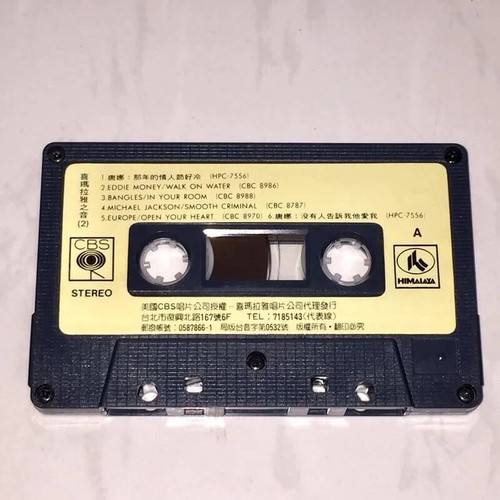 喜瑪拉雅之音(2)
1.唐娜:那年的情人節好冷 (HPC-7556)
2.EDDIE MONEY/WALK ON WATER (CBC 8986)
3.BANGLES/IN YOUR ROOM (CBC 8988)
4.MICHAEL JACKSON/SMOOTH CRIMINAL (CBC 8787)
5.EUROPE/OPEN YOUR HEART (CBC 8970) 6.唐娜:没有人告訴我他愛我 (HPC-7556)
CBS
STEREO
A
HIMALAYA
美國CBS唱片公司授權一喜瑪拉雅唱片公司代理發行
台北市復興北路167號6F TEL:7185143(代表線)
郵撥帳號:0587866-1 局版台音字第0532號 版權所有・翻印必究